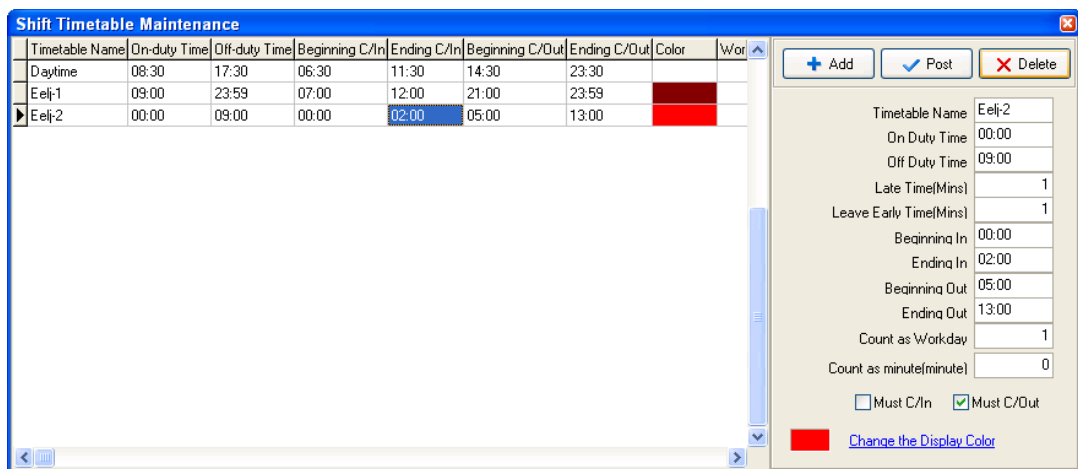 Shift Timetable Maintenance
Timetable Name On-duty Time Off-duty Time Beginning C/In Ending C/In Beginning C/Out Ending C/Out Color Wor
Daytime 08:30 17:30 06:30 11:30 14:30 23:30
Eelj-1 09:00 23:59 07:00 12:00 21:00 23:59
Eelj-2 00:00 09:00 00:00 02:00 05:00 13:00
Add Post Delete
Timetable Name Eelj-2
On Duty Time 00:00
Off Duty Time 09:00
Late Time(Mins) 1
Leave Early Time(Mins) 1
Beginning In 00:00
Ending In 02:00
Beginning Out 05:00
Ending Out 13:00
Count as Workday 1
Count as minute(minute) 0
Must C/In Must C/Out
Change the Display Color